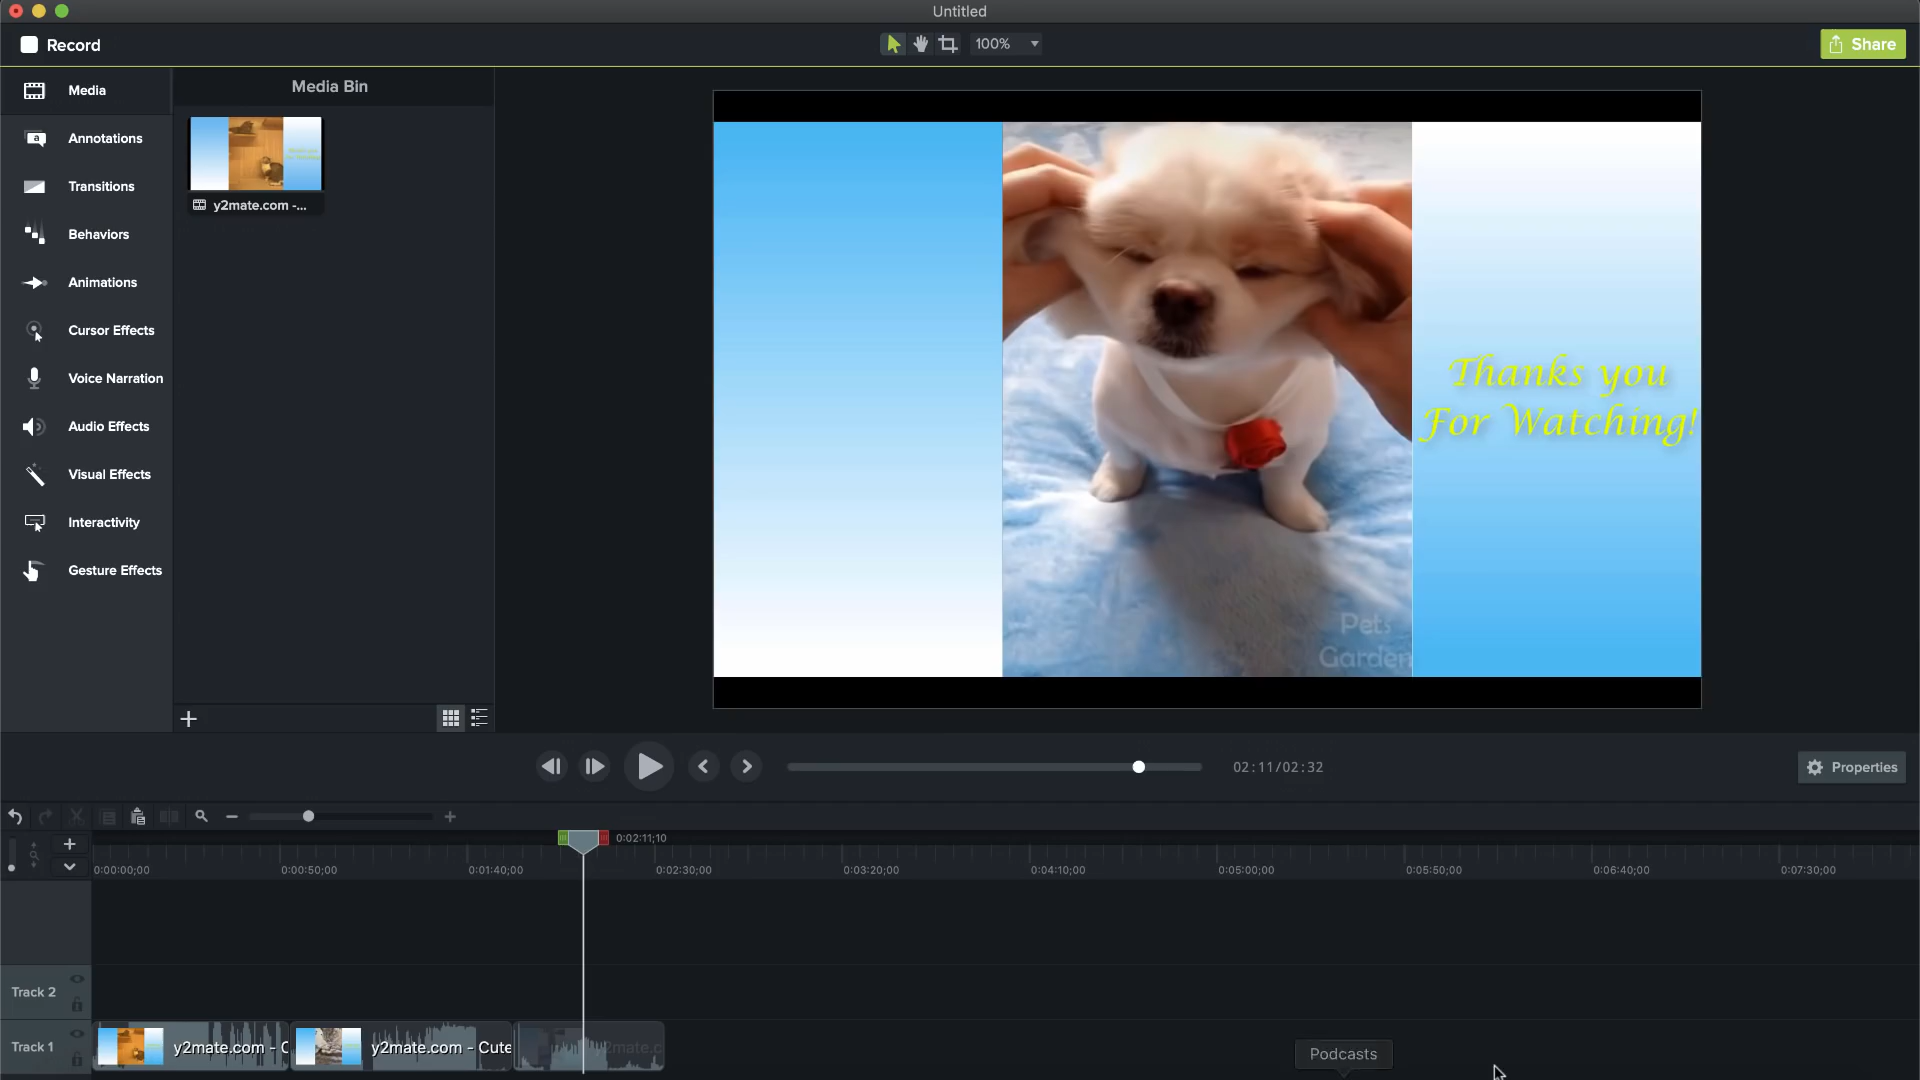 Untitled
Record
100%
Share
Media
Annotations
Transitions
Behaviors
Animations
Cursor Effects
Voice Narration
Audio Effects
Visual Effects
Interactivity
Gesture Effects
Media Bin
y2mate.com -...
Thanks you
For Watching!
Pets
Garden
02:11/02:32
Properties
0:02:11;10
0:00:00;00
0:00:50;00
0:01:40;00
0:02:30;00
0:03:20;00
0:04:10;00
0:05:00;00
0:05:50;00
0:06:40;00
0:07:30;00
Track 2
Track 1
y2mate.com - C
y2mate.com - Cute
Podcasts